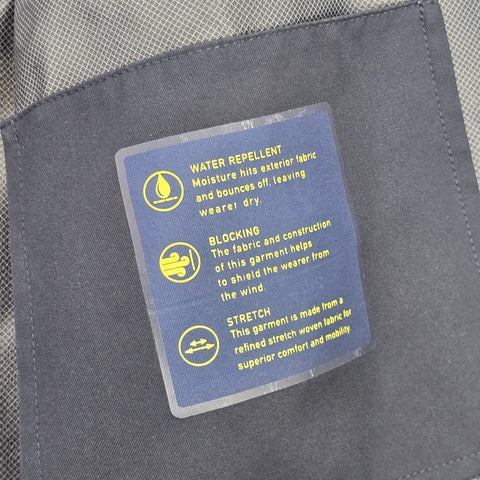 WATER REPELLENT
Moisture hits exterior fabric
and bounces off, leaving
wearer dry.
BLOCKING
The fabric and construction
of this garment helps
to shield the wearer from
the wind.
STRETCH
This garment is made from a
refined stretch woven fabric for
superior comfort and mobility